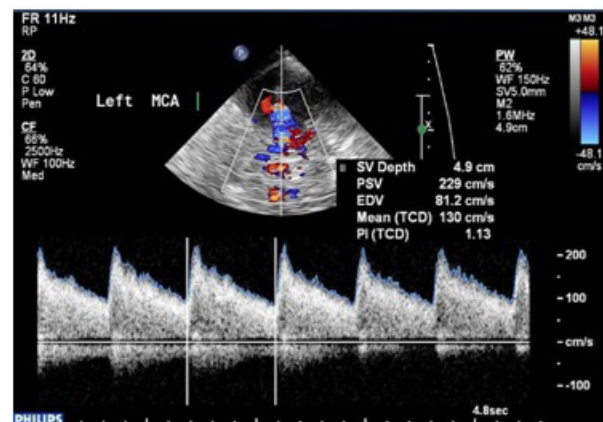 FR 11Hz
RP
2D
64%
C 60
P Low
Pen
CF
66%
2500Hz
WF 100Hz
Med
Left MCA
P
M3 M3
+48.1
-48.1
cm/s
PW
62%
WF 150Hz
SV5.0mm
M2
1.6MHz
4.9cm
x
SV Depth 4.9 cm
PSV 229 cm/s
EDV 81.2 cm/s
Mean (TCD) 130 cm/s
PI (TCD) 1.13
200
100
cm/s
-100
4.8sec
PHILIPS